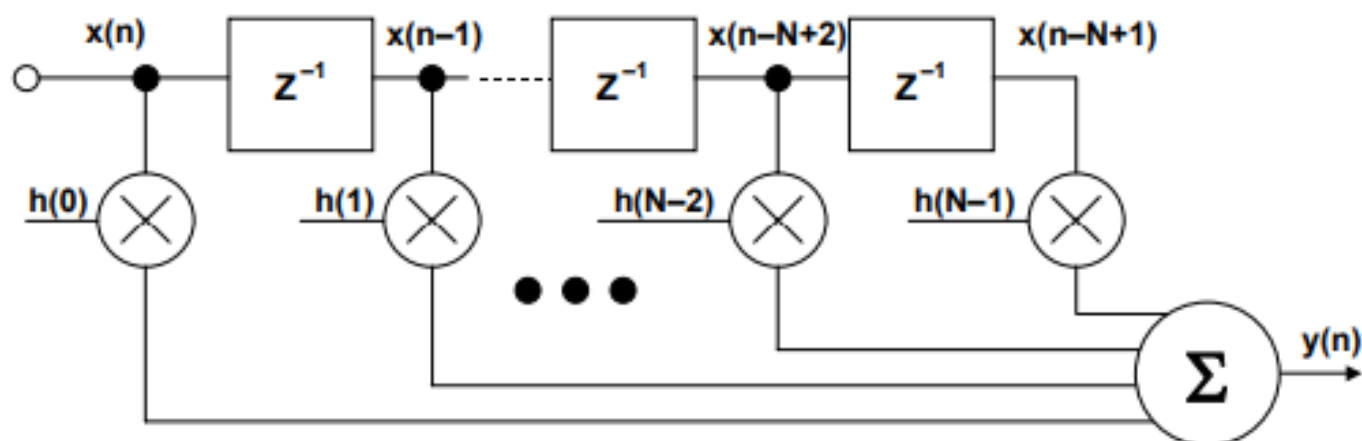 x(n)
x(n–1)
x(n–N+2)
x(n–N+1)
Z⁻¹
Z⁻¹
Z⁻¹
h(0)
h(1)
h(N–2)
h(N–1)
Σ
y(n)